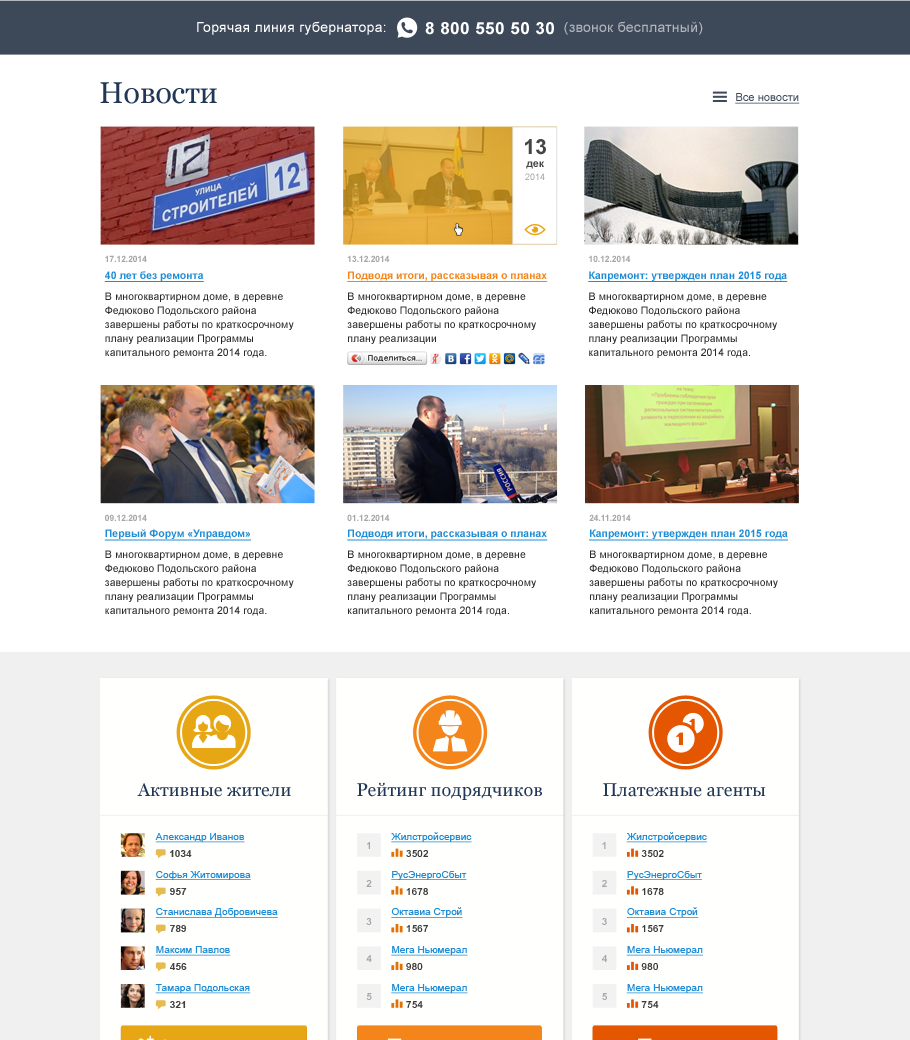 Горячая линия губернатора: 8 800 550 50 30 (звонок бесплатный)
Новости
Все новости
12
УЛИЦА
СТРОИТЕЛЕЙ
12
17.12.2014
40 лет без ремонта
В многоквартирном доме, в деревне
Федюково Подольского района
завершены работы по краткосрочному
плану реализации Программы
капитального ремонта 2014 года.
13
дек
2014
13.12.2014
Подводя итоги, рассказывая о планах
В многоквартирном доме, в деревне
Федюково Подольского района
завершены работы по краткосрочному
плану реализации
Поделиться...
10.12.2014
Капремонт: утвержден план 2015 года
В многоквартирном доме, в деревне
Федюково Подольского района
завершены работы по краткосрочному
плану реализации Программы
капитального ремонта 2014 года.
09.12.2014
Первый Форум «Управдом»
В многоквартирном доме, в деревне
Федюково Подольского района
завершены работы по краткосрочному
плану реализации Программы
капитального ремонта 2014 года.
РОССИЯ
01.12.2014
Подводя итоги, рассказывая о планах
В многоквартирном доме, в деревне
Федюково Подольского района
завершены работы по краткосрочному
плану реализации Программы
капитального ремонта 2014 года.
24.11.2014
Капремонт: утвержден план 2015 года
В многоквартирном доме, в деревне
Федюково Подольского района
завершены работы по краткосрочному
плану реализации Программы
капитального ремонта 2014 года.
Активные жители
Александр Иванов
1034
Софья Житомирова
957
Станислава Добровичева
789
Максим Павлов
456
Тамара Подольская
321
Рейтинг подрядчиков
1
Жилстройсервис
3502
2
РусЭнергоСбыт
1678
3
Октавиа Строй
1567
4
Мега Ньюмерал
980
5
Мега Ньюмерал
754
1
1
Платежные агенты
1
Жилстройсервис
3502
2
РусЭнергоСбыт
1678
3
Октавиа Строй
1567
4
Мега Ньюмерал
980
5
Мега Ньюмерал
754